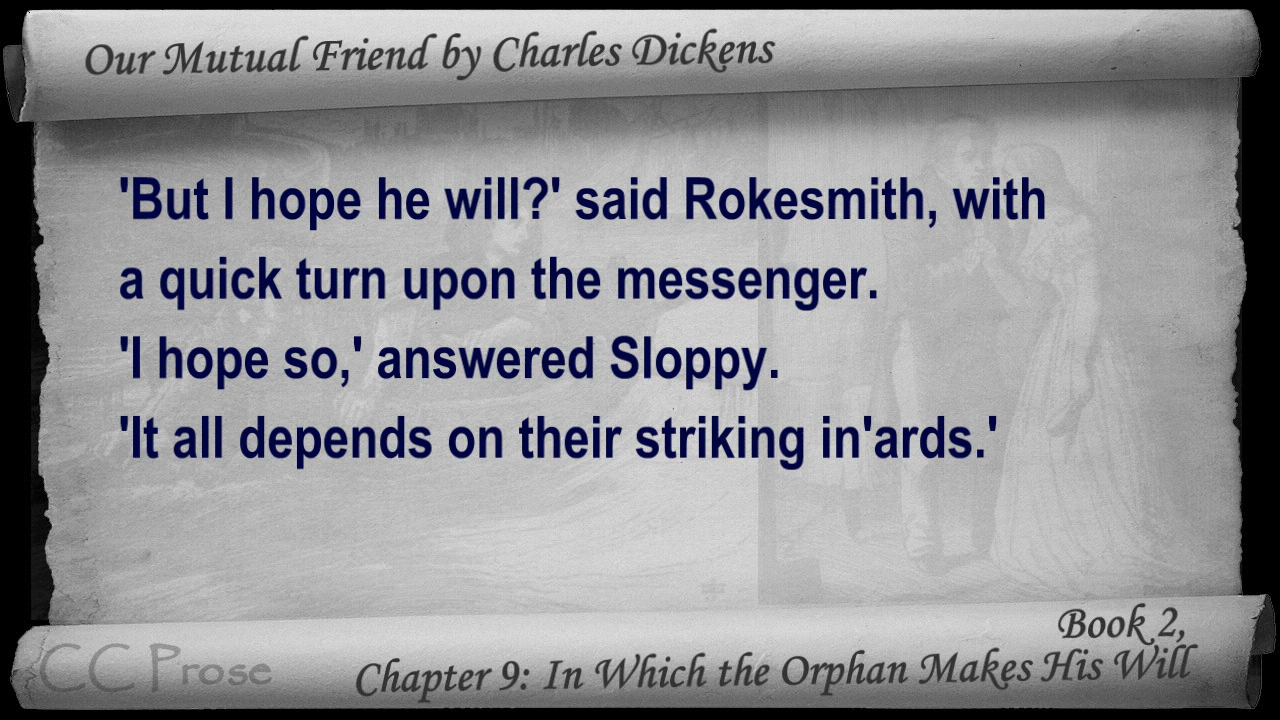 Our Mutual Friend by Charles Dickens
'But I hope he will?' said Rokesmith, with
a quick turn upon the messenger.
'I hope so,' answered Sloppy.
'It all depends on their striking in'ards.'
Book 2,
CC Prose
Chapter 9: In Which the Orphan Makes His Will